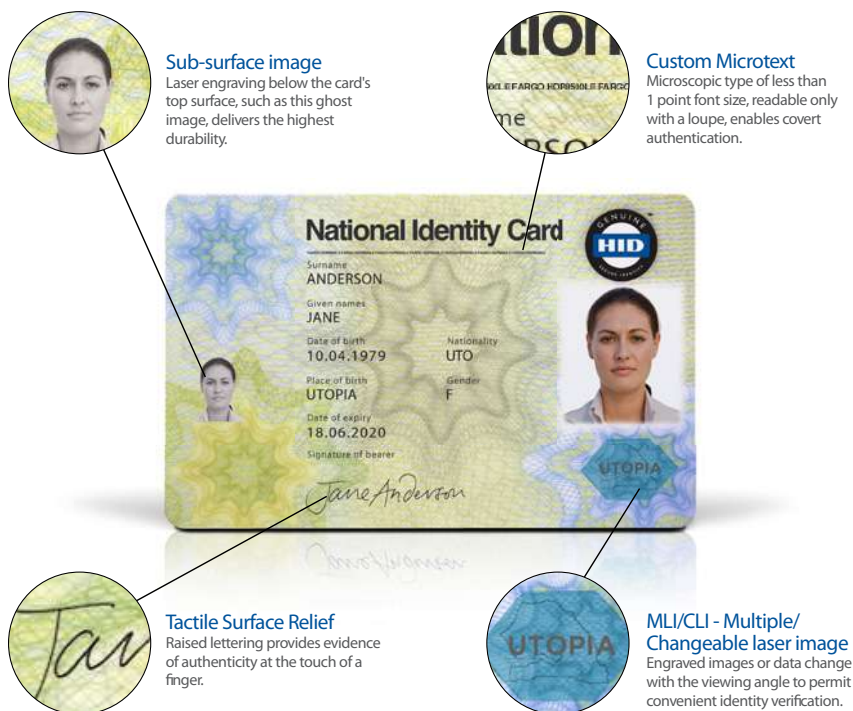 Sub-surface image
Laser engraving below the card's
top surface, such as this ghost
image, delivers the highest
durability.
tion
me
Custom Microtext
Microscopic type of less than
1 point font size, readable only
with a loupe, enables covert
authentication.
National Identity Card
GENUINE
HID
Surname
ANDERSON
Given names
JANE
Date of birth
10.04.1979
Nationality
UTO
Place of birth
UTOPIA
Gender
F
Date of expiry
18.06.2020
Signature of bearer
Jane Anderson
UTOPIA
Jan
Tactile Surface Relief
Raised lettering provides evidence
of authenticity at the touch of a
finger.
UTOPIA
MLI/CLI - Multiple/
Changeable laser image
Engraved images or data change
with the viewing angle to permit
convenient identity verification.